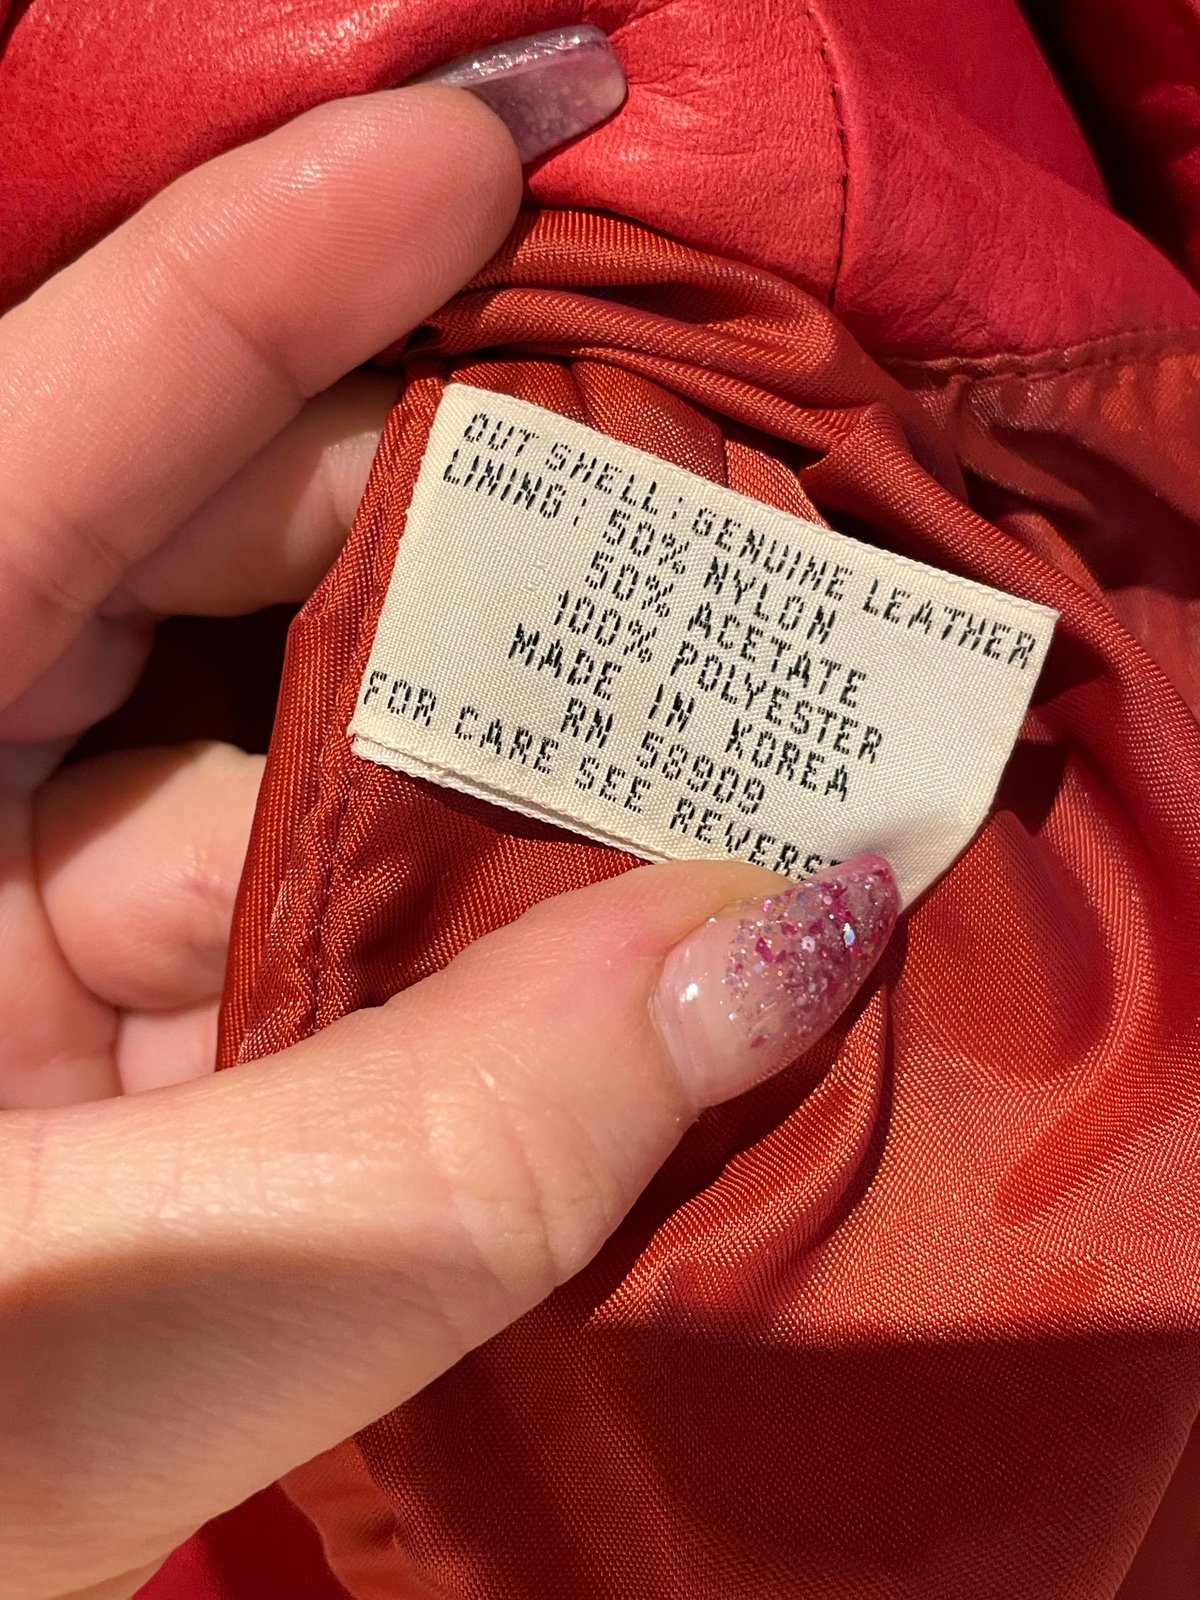 OUT SHELL: GENUINE LEATHER
LINING: 50% NYLON
50% ACETATE
100% POLYESTER
MADE IN KOREA
RN 58909
FOR CARE SEE REVERSE